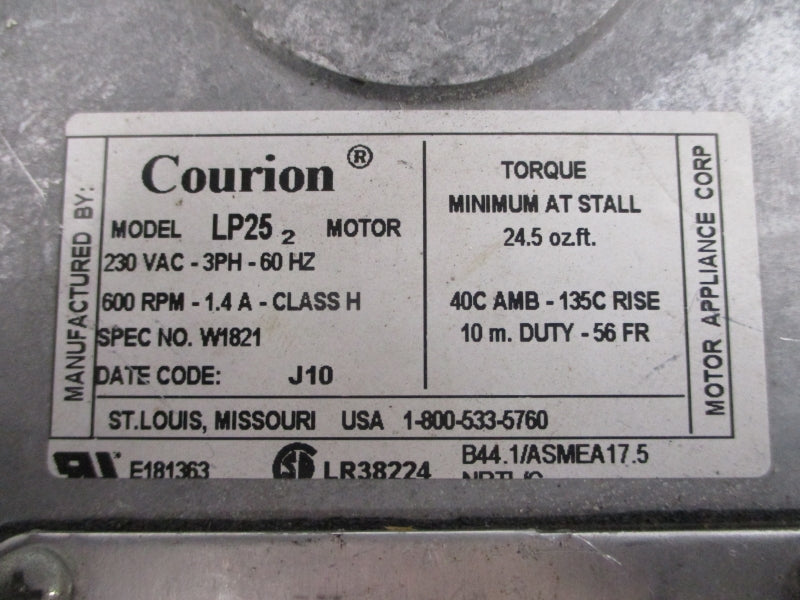 MANUFACTURED BY:
Courion ®
MODEL LP25 2 MOTOR
230 VAC - 3PH - 60 HZ
600 RPM - 1.4 A - CLASS H
SPEC NO. W1821
DATE CODE: J10
TORQUE
MINIMUM AT STALL
24.5 oz.ft.
40C AMB - 135C RISE
10 m. DUTY - 56 FR
MOTOR APPLIANCE CORP
ST.LOUIS, MISSOURI USA 1-800-533-5760
E181363
LR38224
B44.1/ASMEA17.5